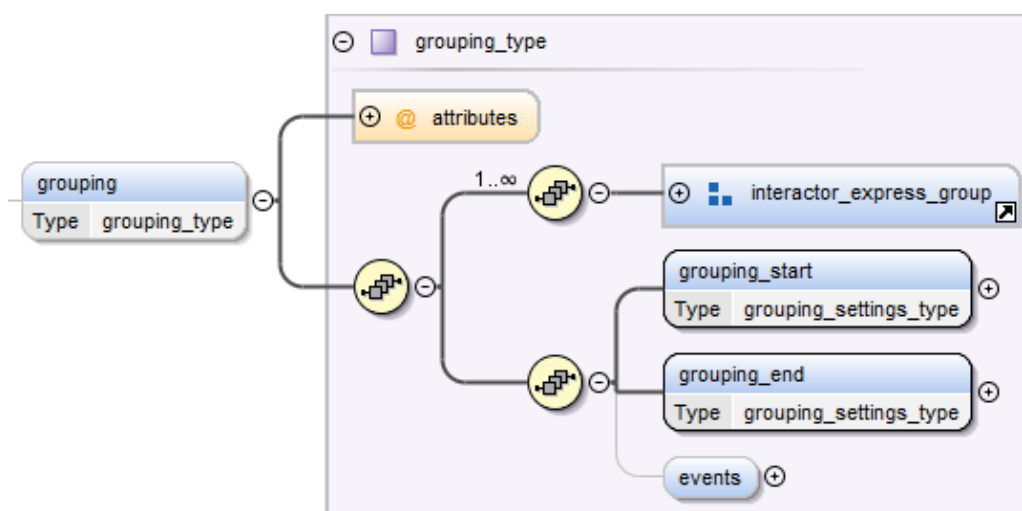 grouping_type
@ attributes
grouping
Type grouping_type
1..∞
interactor_express_group
grouping_start
Type grouping_settings_type
grouping_end
Type grouping_settings_type
events